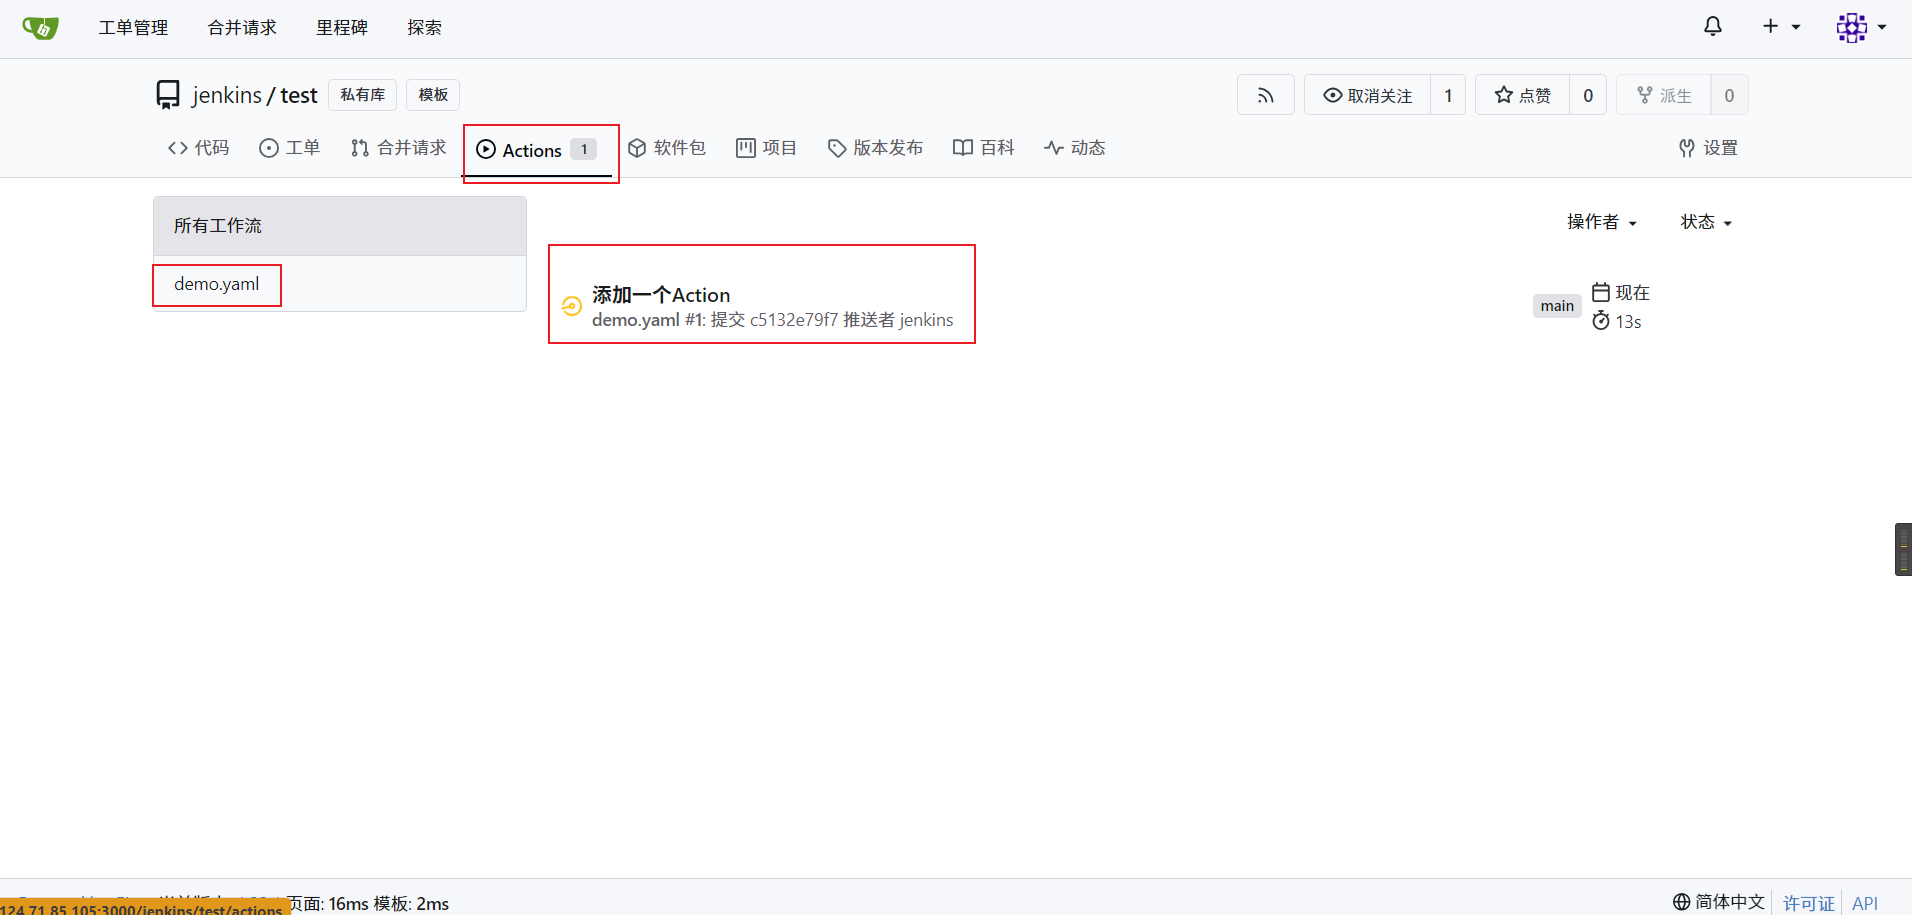 工单管理 合并请求 里程碑 探索
jenkins / test 私有库 模板 取消关注 1 点赞 0 派生 0
代码 工单 合并请求 Actions 1 软件包 项目 版本发布 百科 动态 设置
所有工作流
demo.yaml
操作者 状态
添加一个Action
demo.yaml #1: 提交 c5132e79f7 推送者 jenkins
main
现在
13s
页面: 16ms 模板: 2ms
124.71.85.105:3000/jenkins/test/actions
简体中文 许可证 API